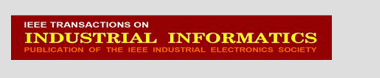 IEEE TRANSACTIONS ON
INDUSTRIAL INFORMATICS
PUBLICATION OF THE IEEE INDUSTRIAL ELECTRONICS SOCIETY